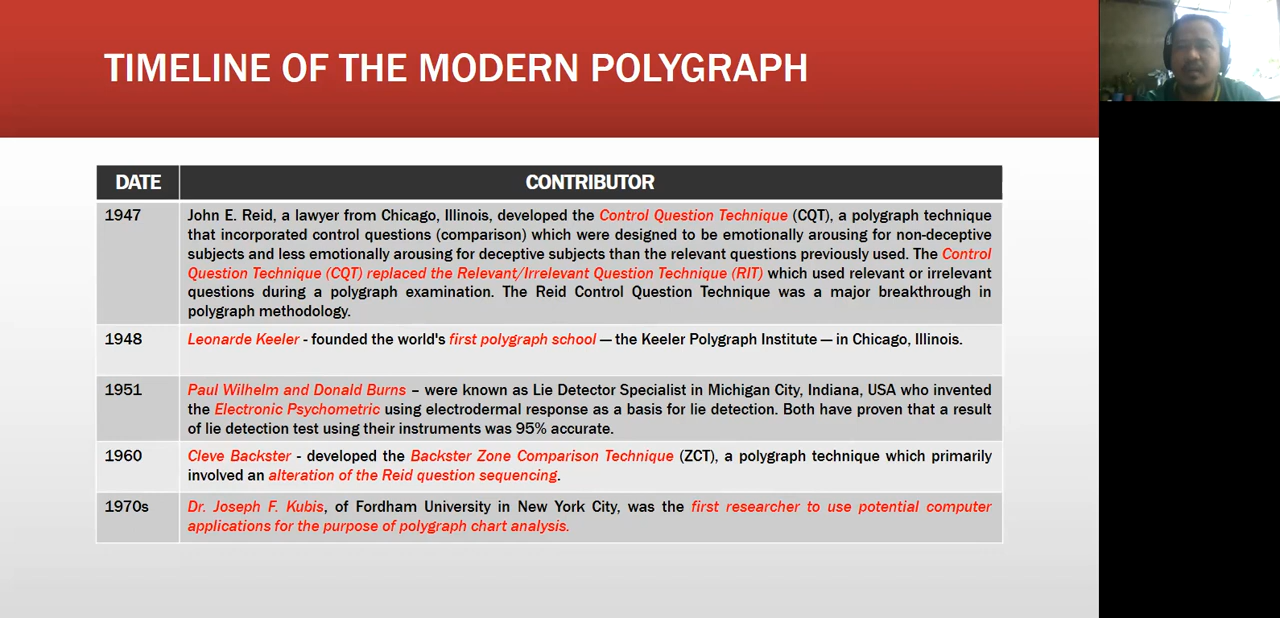 TIMELINE OF THE MODERN POLYGRAPH
DATE CONTRIBUTOR
1947 John E. Reid, a lawyer from Chicago, Illinois, developed the Control Question Technique (CQT), a polygraph technique
that incorporated control questions (comparison) which were designed to be emotionally arousing for non-deceptive
subjects and less emotionally arousing for deceptive subjects than the relevant questions previously used. The Control
Question Technique (CQT) replaced the Relevant/Irrelevant Question Technique (RIT) which used relevant or irrelevant
questions during a polygraph examination. The Reid Control Question Technique was a major breakthrough in
polygraph methodology.
1948 Leonarde Keeler - founded the world's first polygraph school — the Keeler Polygraph Institute — in Chicago, Illinois.
1951 Paul Wilhelm and Donald Burns – were known as Lie Detector Specialist in Michigan City, Indiana, USA who invented
the Electronic Psychometric using electrodermal response as a basis for lie detection. Both have proven that a result
of lie detection test using their instruments was 95% accurate.
1960 Cleve Backster - developed the Backster Zone Comparison Technique (ZCT), a polygraph technique which primarily
involved an alteration of the Reid question sequencing.
1970s Dr. Joseph F. Kubis, of Fordham University in New York City, was the first researcher to use potential computer
applications for the purpose of polygraph chart analysis.